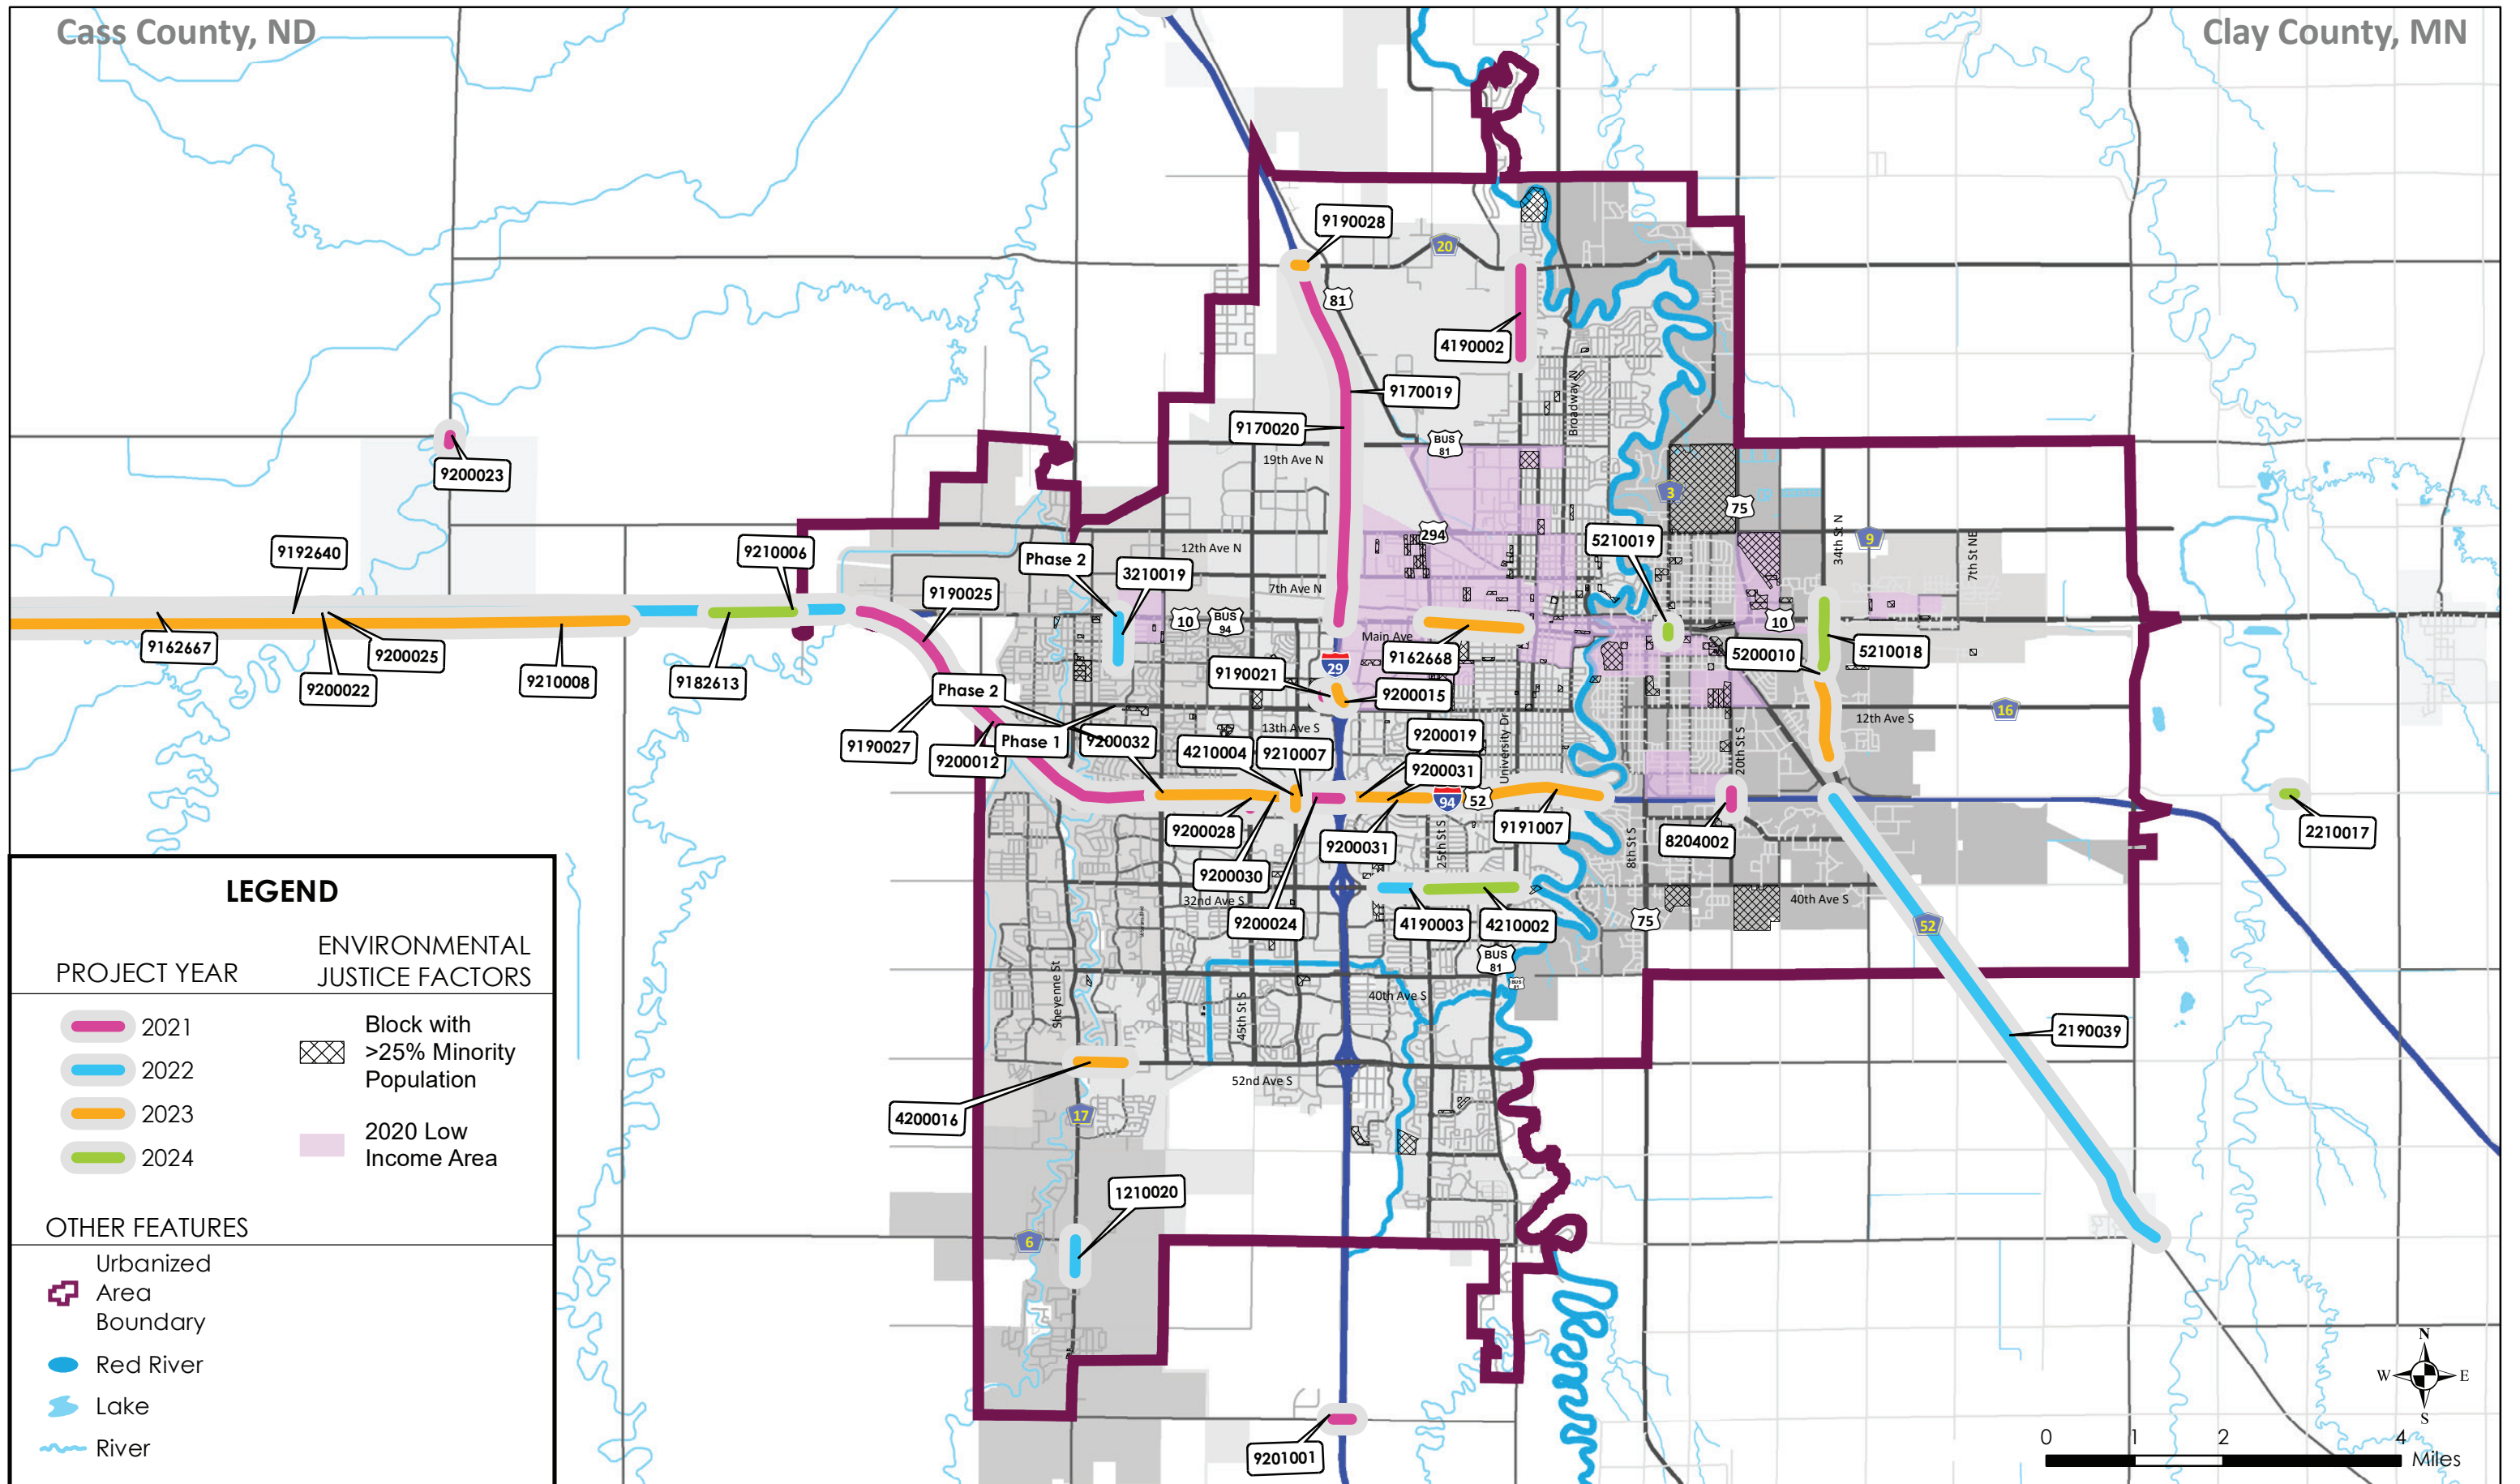 Cass County, ND
Clay County, MN
9190028
20
81
4190002
9170019
9170020
Broadway N
BUS
81
19th Ave N
9200023
3
75
294
5210019
34th St N
9
7th St NE
9192640
9210006
Phase 2
12th Ave N
3210019
9190025
7th Ave N
10
BUS
94
10
Main Ave
9162667
9200025
9200022
9210008
9182613
29
9162668
5200010
5210018
9190021
9200015
Phase 2
16
12th Ave S
13th Ave S
University Dr
20th St S
9190027
9200012
Phase 1
9200032
4210004
9210007
9200019
9200031
94
52
9200028
9200031
9191007
25th St S
8th St S
8204002
2210017
9200030
32nd Ave S
9200024
4190003
4210002
75
40th Ave S
52
BUS
81
BUS
81
Sheyenne St
45th St S
40th Ave S
2190039
52nd Ave S
4200016
17
1210020
6
9201001
LEGEND
PROJECT YEAR
2021
2022
2023
2024
ENVIRONMENTAL
JUSTICE FACTORS
Block with
>25% Minority
Population
2020 Low
Income Area
OTHER FEATURES
Urbanized
Area
Boundary
Red River
Lake
River
N
W
E
S
0
1
2
4
Miles